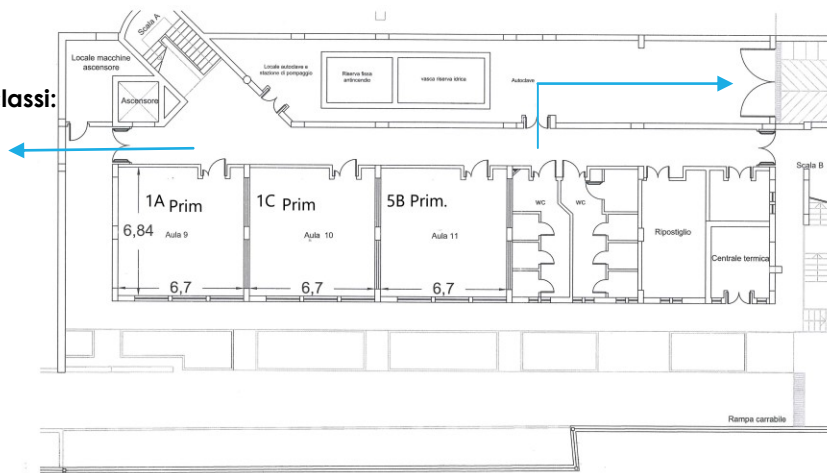 Scala A
Locale macchine
ascensore
Locale autoclave e
stazione di pompaggio
Riserva fissa
antincendio
vasca riserva idrica
Autoclave
lassi:
Ascensore
Scala B
1A Prim
1C Prim
5B Prim.
wc
wc
6,84
Aula 9
Aula 10
Aula 11
Ripostiglio
Centrale termica
6,7
6,7
6,7
Rampa carrabile